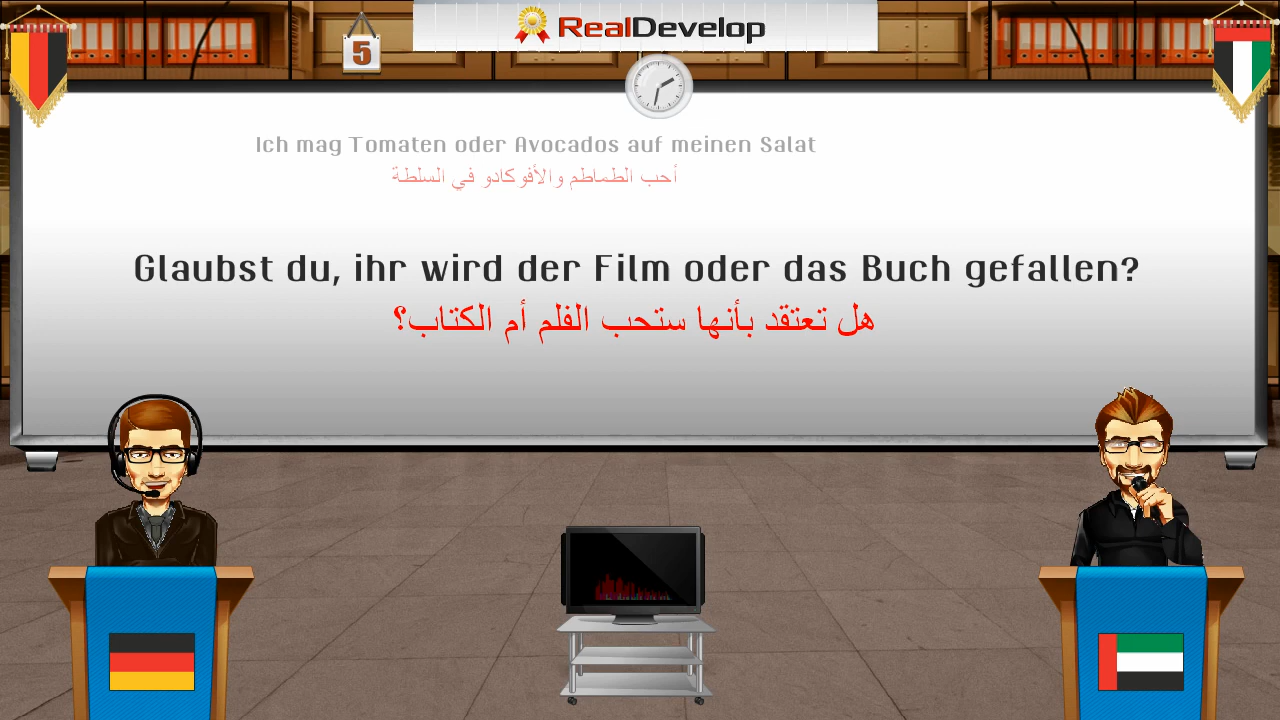 RealDevelop
5
Ich mag Tomaten oder Avocados auf meinen Salat
أحب الطماطم والأفوكادو في السلطة
Glaubst du, ihr wird der Film oder das Buch gefallen?
هل تعتقد بأنها ستحب الفلم أم الكتاب؟